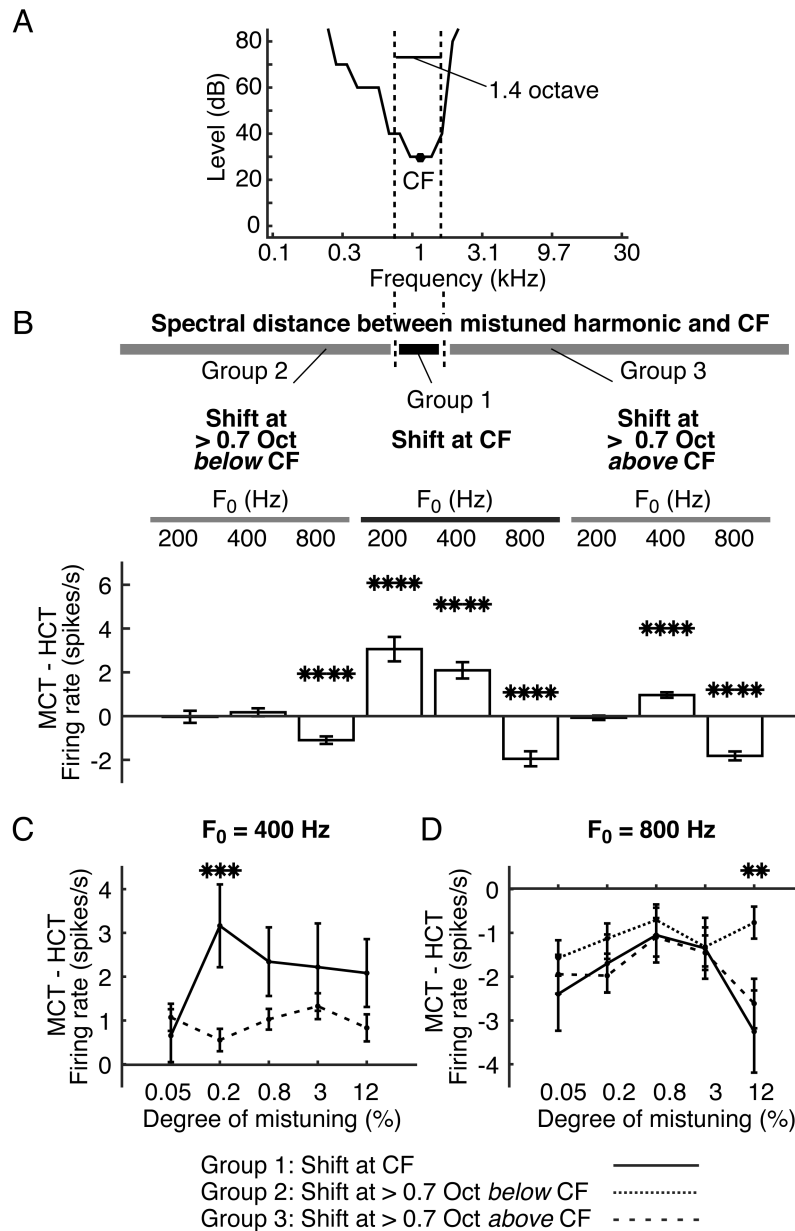 A
80
60
40
20
0
Level (dB)
1.4 octave
CF
0.1 0.3 1 3.1 9.7 30
Frequency (kHz)
B
Spectral distance between mistuned harmonic and CF
Group 2
Group 1
Group 3
Shift at
> 0.7 Oct
below CF
Shift at CF
Shift at
> 0.7 Oct
above CF
F0 (Hz) F0 (Hz) F0 (Hz)
200 400 800 200 400 800 200 400 800
MCT - HCT
Firing rate (spikes/s)
6
4
2
0
-2
**** **** **** **** **** ****
C
F0 = 400 Hz
MCT - HCT
Firing rate (spikes/s)
4
3
2
1
0
***
0.05 0.2 0.8 3 12
Degree of mistuning (%)
D
F0 = 800 Hz
MCT - HCT
Firing rate (spikes/s)
0
-1
-2
-3
-4
**
0.05 0.2 0.8 3 12
Degree of mistuning (%)
Group 1: Shift at CF
Group 2: Shift at > 0.7 Oct below CF
Group 3: Shift at > 0.7 Oct above CF